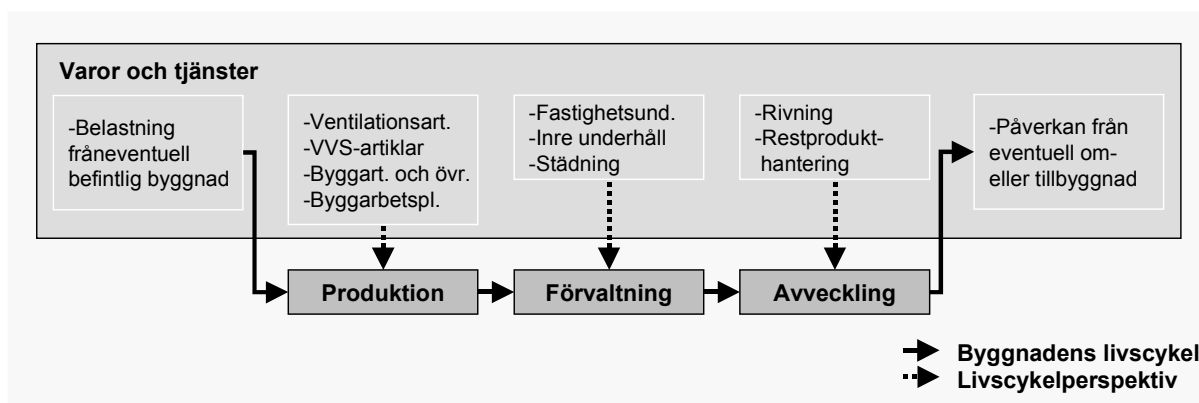 Varor och tjänster
-Belastning
fråneventuell
befintlig byggnad
-Ventilationsart.
-VVS-artiklar
-Byggart. och övr.
-Byggarbetspl.
-Fastighetsund.
-Inre underhåll
-Städning
-Rivning
-Restprodukt-
hantering
-Påverkan från
eventuell om-
eller tillbyggnad
Produktion
Förvaltning
Avveckling
Byggnadens livscykel
Livscykelperspektiv